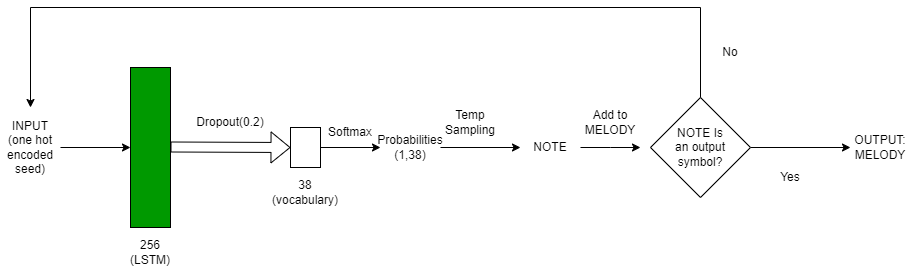 No
INPUT
(one hot
encoded
seed)
256
(LSTM)
Dropout(0.2)
38
(vocabulary)
Softmax
Probabilities
(1,38)
Temp
Sampling
NOTE
Add to
MELODY
NOTE Is
an output
symbol?
Yes
OUTPUT:
MELODY